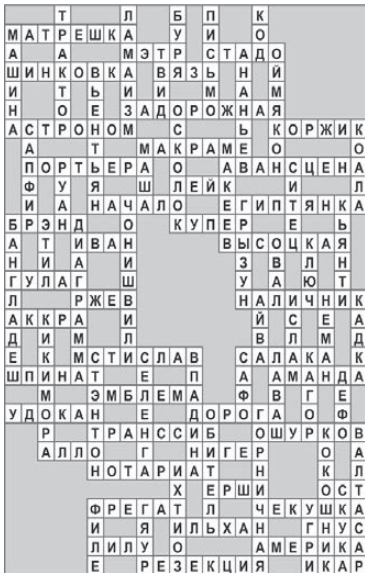 МАТРЕШКА
МЭТР СТАДО
ШИНКОВКА ВЯЗЬ
ЗАДОРОЖНАЯ
АСТРОНОМ КОРЖИК
МАКРАМЕ
ПОРТЬЕРА АВАНСЦЕНА
ЛЕЙК
НАЧАЛО ЕГИПТЯНКА
БРЭНД КУПЕР
ИВАН ВЫСОЦКАЯ
ГУЛАГ
РЖЕВ НАЛИЧНИК
АККРА
МСТИСЛАВ САЛАКА
ШПИНАТ АМАНДА
ЭМБЛЕМА
УДОКАН ДОРОГА
ТРАНССИБ ОШУРКОВ
АЛЛО НИГЕР
НОТАРИАТ
ЕРШИ ОСТ
ФРЕГАТ ЧЕКУШКА
ИЛЬХАН ГНУС
ЛИЛУ АМЕРИКА
РЕЗЕКЦИЯ ИКАР